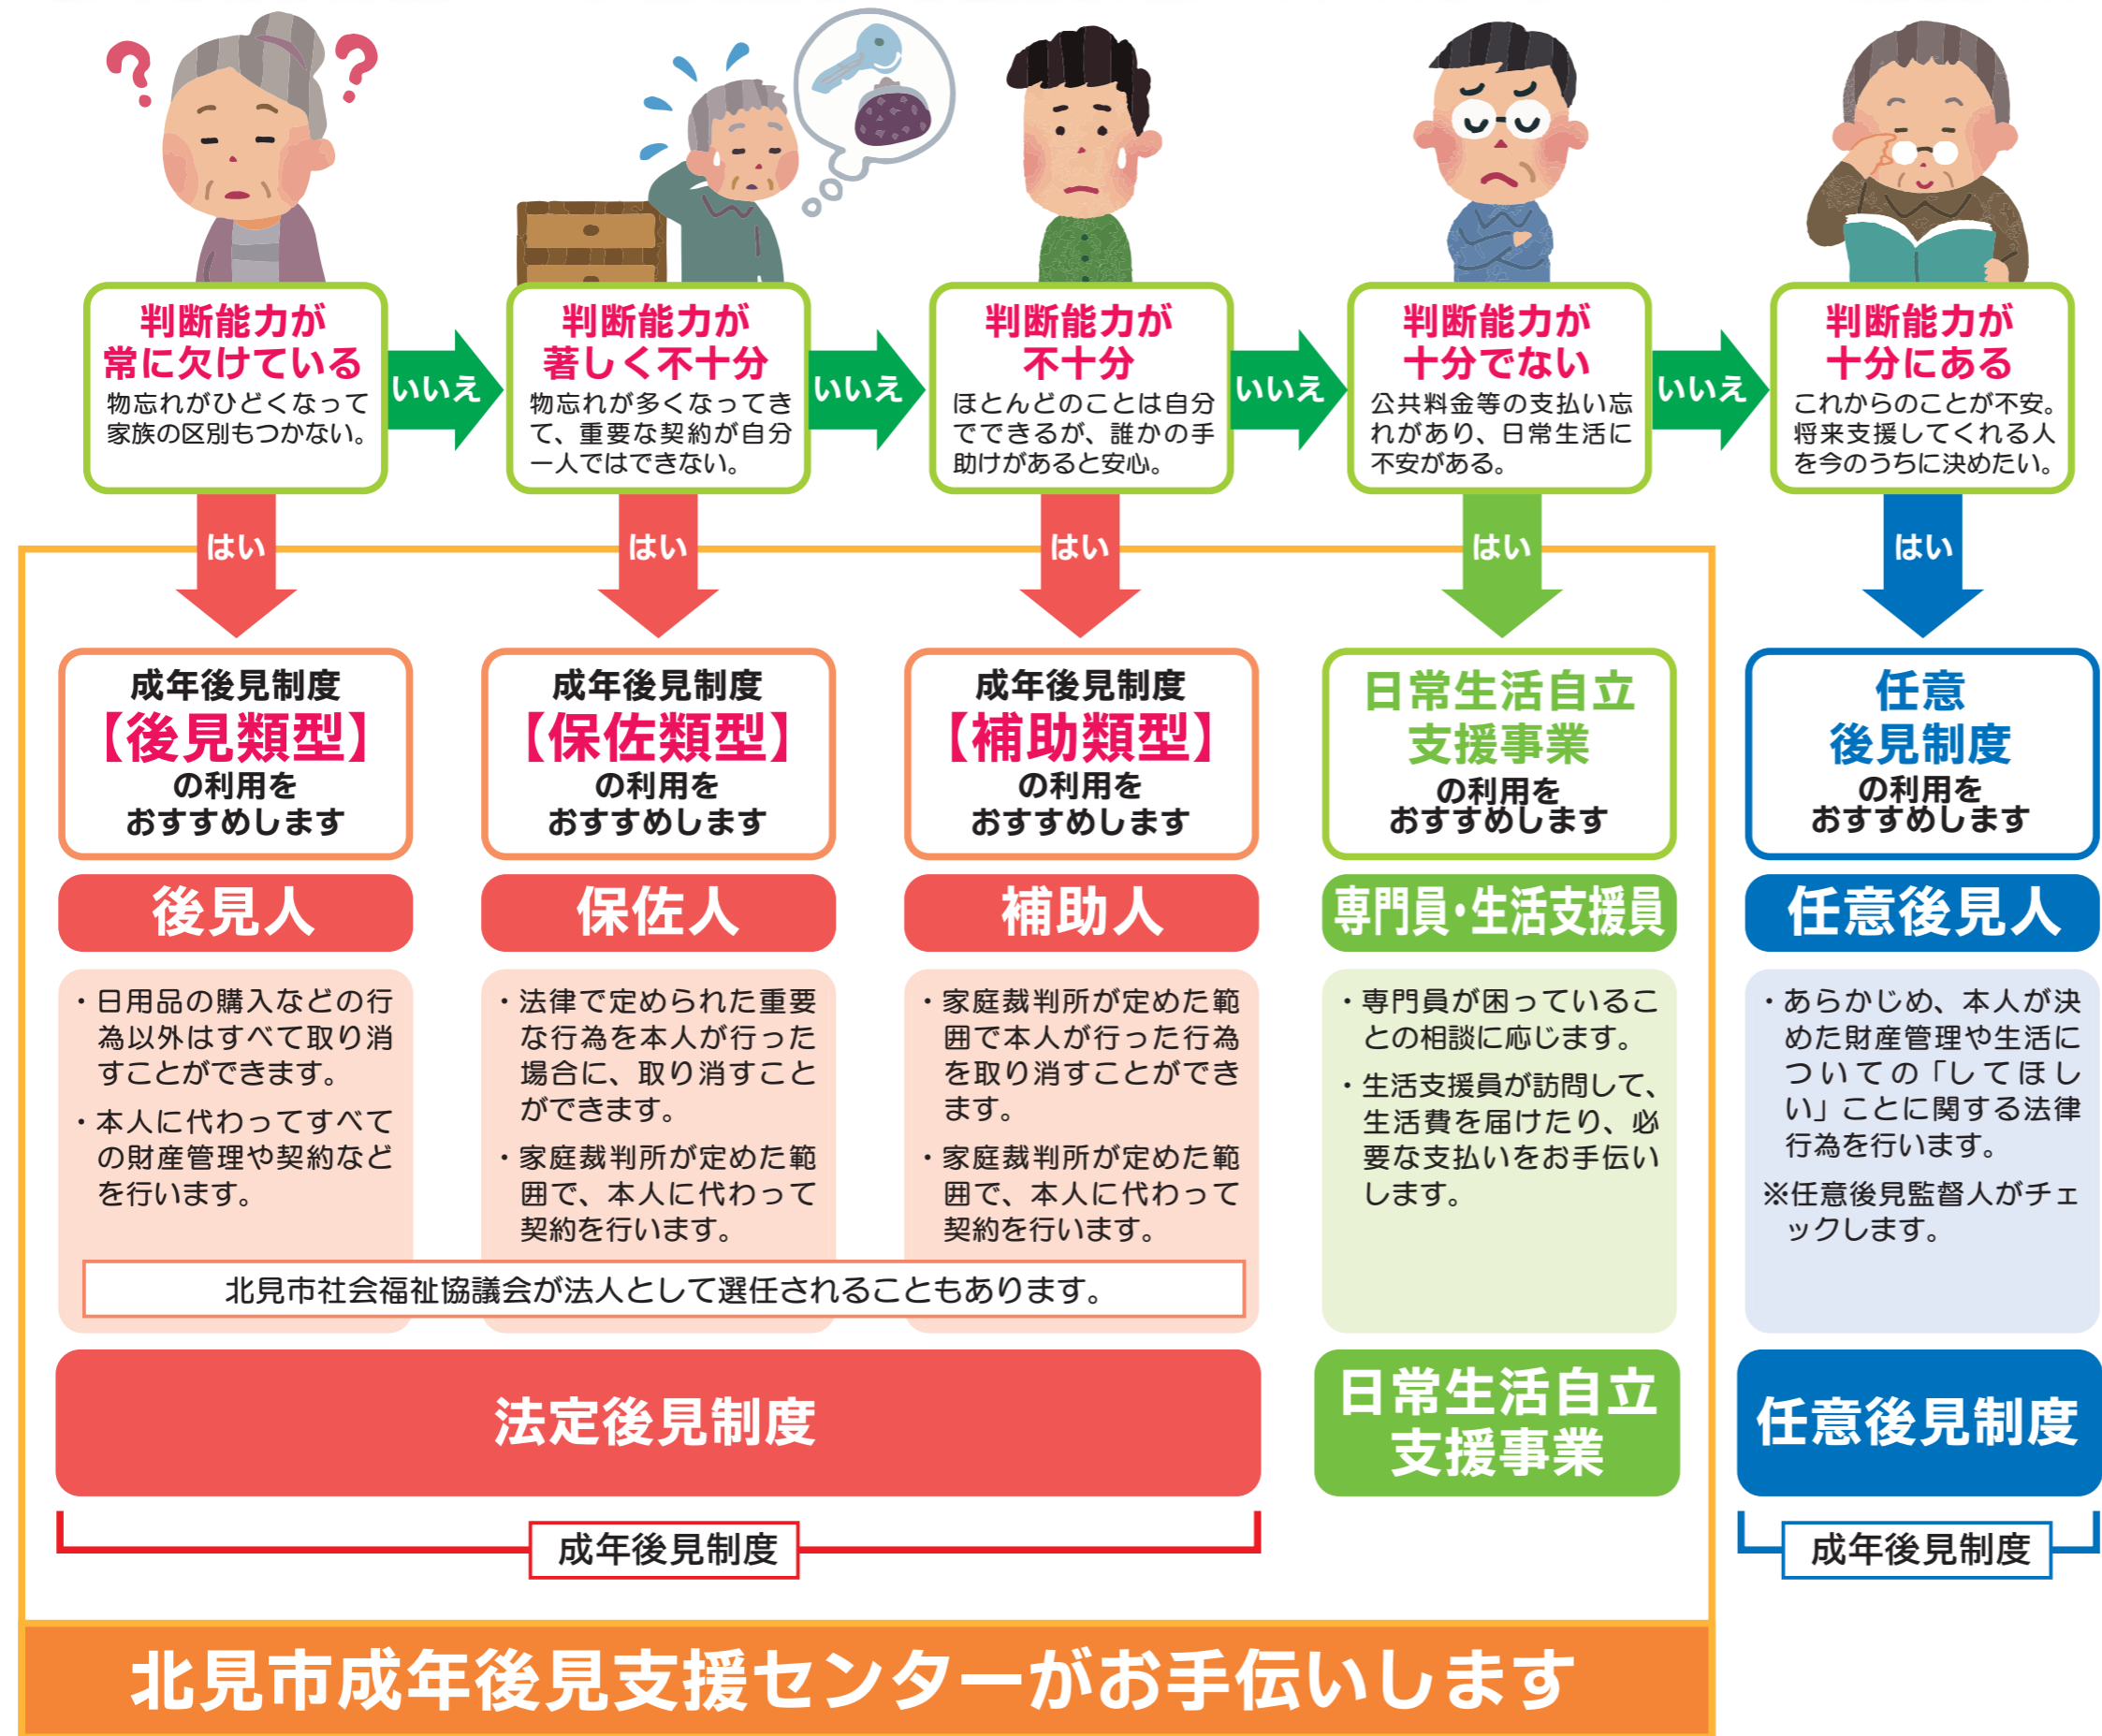 ？ ？
判断能力が
常に欠けている
物忘れがひどくなって
家族の区別もつかない。
いいえ
判断能力が
著しく不十分
物忘れが多くなってき
て、重要な契約が自分
一人ではできない。
いいえ
判断能力が
不十分
ほとんどのことは自分
でできるが、誰かの手
助けがあると安心。
いいえ
判断能力が
十分でない
公共料金等の支払い忘
れがあり、日常生活に
不安がある。
いいえ
判断能力が
十分にある
これからのことが不安。
将来支援してくれる人
を今のうちに決めたい。
はい
はい
はい
はい
はい
成年後見制度
【後見類型】
の利用を
おすすめします
成年後見制度
【保佐類型】
の利用を
おすすめします
成年後見制度
【補助類型】
の利用を
おすすめします
日常生活自立
支援事業
の利用を
おすすめします
任意
後見制度
の利用を
おすすめします
後見人
保佐人
補助人
専門員・生活支援員
任意後見人
・日用品の購入などの行
為以外はすべて取り消
すことができます。
・本人に代わってすべて
の財産管理や契約など
を行います。
・法律で定められた重要
な行為を本人が行った
場合に、取り消すこと
ができます。
・家庭裁判所が定めた範
囲で、本人に代わって
契約を行います。
・家庭裁判所が定めた範
囲で本人が行った行為
を取り消すことができ
ます。
・家庭裁判所が定めた範
囲で、本人に代わって
契約を行います。
・専門員が困っているこ
との相談に応じます。
・生活支援員が訪問して、
生活費を届けたり、必
要な支払いをお手伝い
します。
・あらかじめ、本人が決
めた財産管理や生活に
ついての「してほし
い」ことに関する法律
行為を行います。
※任意後見監督人がチェ
ックします。
北見市社会福祉協議会が法人として選任されることもあります。
法定後見制度
日常生活自立
支援事業
任意後見制度
成年後見制度
成年後見制度
北見市成年後見支援センターがお手伝いします